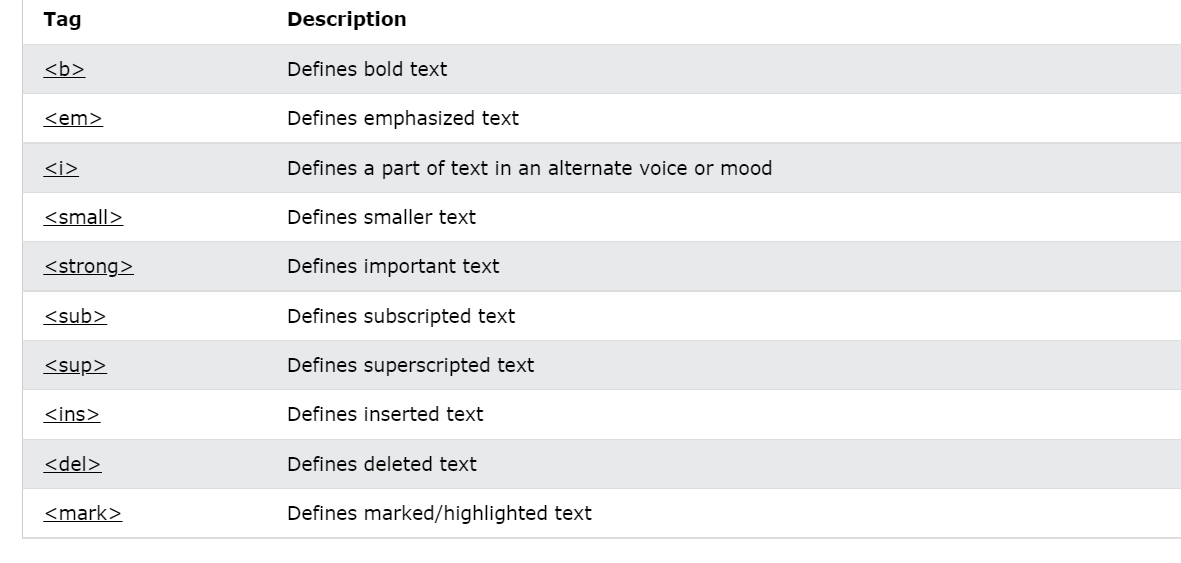 Tag Description
<b> Defines bold text
<em> Defines emphasized text
<i> Defines a part of text in an alternate voice or mood
<small> Defines smaller text
<strong> Defines important text
<sub> Defines subscripted text
<sup> Defines superscripted text
<ins> Defines inserted text
<del> Defines deleted text
<mark> Defines marked/highlighted text